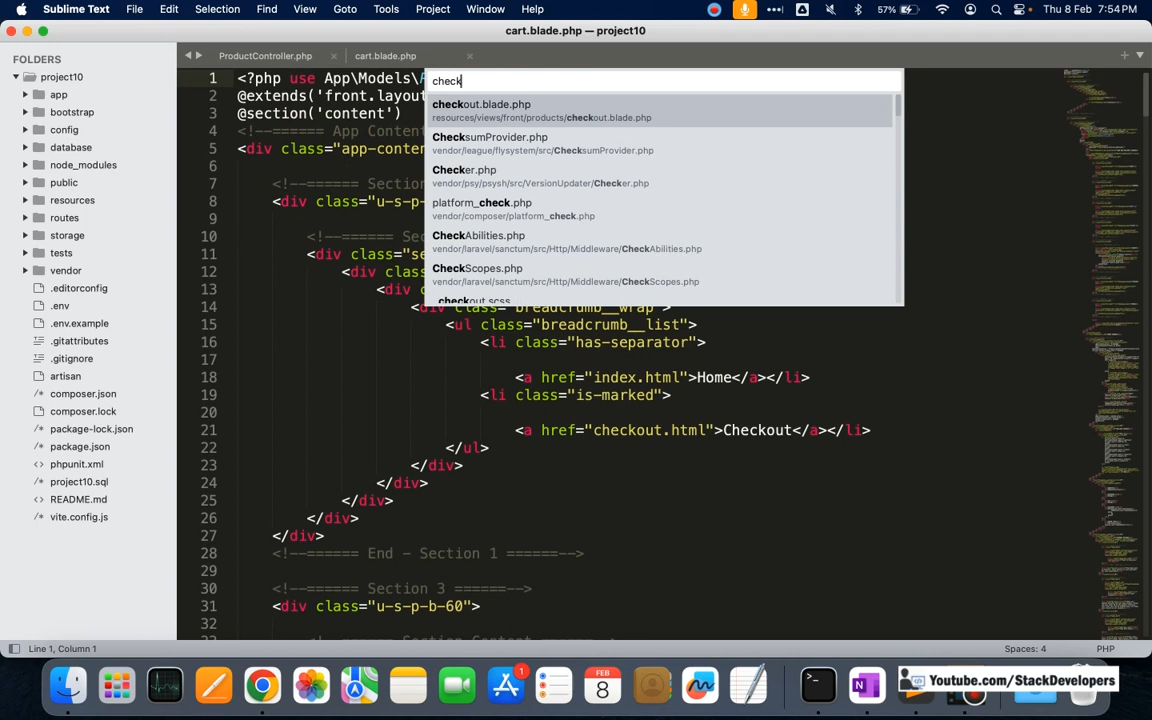 Sublime Text File Edit Selection Find View Goto Tools Project Window Help 57% Thu 8 Feb 7:54 PM
cart.blade.php — project10
FOLDERS
project10
app
bootstrap
config
database
node_modules
public
resources
routes
storage
tests
vendor
.editorconfig
.env
.env.example
.gitattributes
.gitignore
artisan
composer.json
composer.lock
package-lock.json
package.json
phpunit.xml
project10.sql
README.md
vite.config.js
ProductController.php
cart.blade.php
check
checkout.blade.php
resources/views/front/products/checkout.blade.php
ChecksumProvider.php
vendor/league/flysystem/src/ChecksumProvider.php
Checker.php
vendor/psy/psysh/src/VersionUpdater/Checker.php
platform_check.php
vendor/composer/platform_check.php
CheckAbilities.php
vendor/laravel/sanctum/src/Http/Middleware/CheckAbilities.php
CheckScopes.php
vendor/laravel/sanctum/src/Http/Middleware/CheckScopes.php
_checkout.scss
1 <?php use App\Models\
2 @extends('front.layout
3 @section('content')
4 <!--====== App Content
5 <div class="app-conten
6
7 <!--====== Section
8 <div class="u-s-p-
9
10 <!--====== Sec
11 <div class="se
12 <div class
13 <div c
14 <div class="breadcrumb__wrap">
15 <ul class="breadcrumb__list">
16 <li class="has-separator">
17
18 <a href="index.html">Home</a></li>
19 <li class="is-marked">
20
21 <a href="checkout.html">Checkout</a></li>
22 </ul>
23 </div>
24 </div>
25 </div>
26 </div>
27 </div>
28 <!--====== End - Section 1 ======-->
29
30 <!--====== Section 3 ======-->
31 <div class="u-s-p-b-60">
32
<!--====== Section Content ======-->
Line 1, Column 1
Spaces: 4
PHP
1
FEB
8
Youtube.com/StackDevelopers